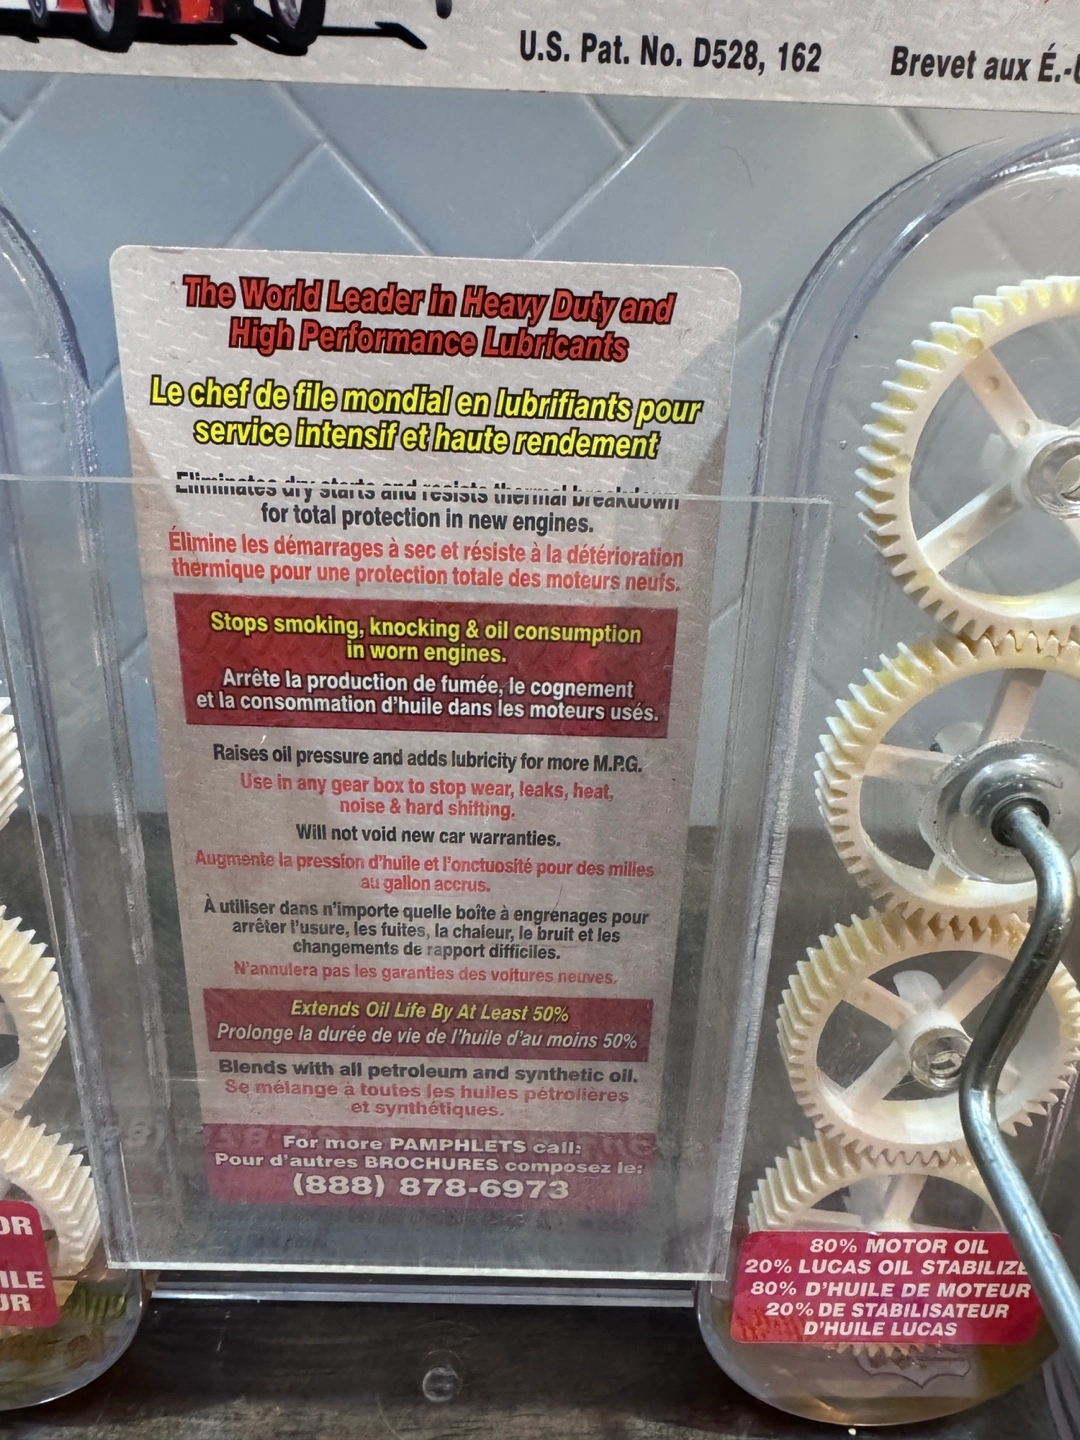 U.S. Pat. No. D528, 162
Brevet aux É.-
The World Leader in Heavy Duty and
High Performance Lubricants
Le chef de file mondial en lubrifiants pour
service intensif et haute rendement
Eliminates dry starts and resists thermal breakdown
for total protection in new engines.
Élimine les démarrages à sec et résiste à la détérioration
thermique pour une protection totale des moteurs neufs.
Stops smoking, knocking & oil consumption
in worn engines.
Arrête la production de fumée, le cognement
et la consommation d'huile dans les moteurs usés.
Raises oil pressure and adds lubricity for more M.P.G.
Use in any gear box to stop wear, leaks, heat,
noise & hard shifting.
Will not void new car warranties.
Augmente la pression d'huile et l'onctuosité pour des milles
au gallon accrus.
À utiliser dans n'importe quelle boîte à engrenages pour
arrêter l'usure, les fuites, la chaleur, le bruit et les
changements de rapport difficiles.
N'annulera pas les garanties des voitures neuves.
Extends Oil Life By At Least 50%
Prolonge la durée de vie de l'huile d'au moins 50%
Blends with all petroleum and synthetic oil.
Se mélange à toutes les huiles pétrolières
et synthétiques.
For more PAMPHLETS call:
Pour d'autres BROCHURES composez le:
(888) 878-6973
OR
ILE
UR
80% MOTOR OIL
20% LUCAS OIL STABILIZE
80% D'HUILE DE MOTEUR
20% DE STABILISATEUR
D'HUILE LUCAS